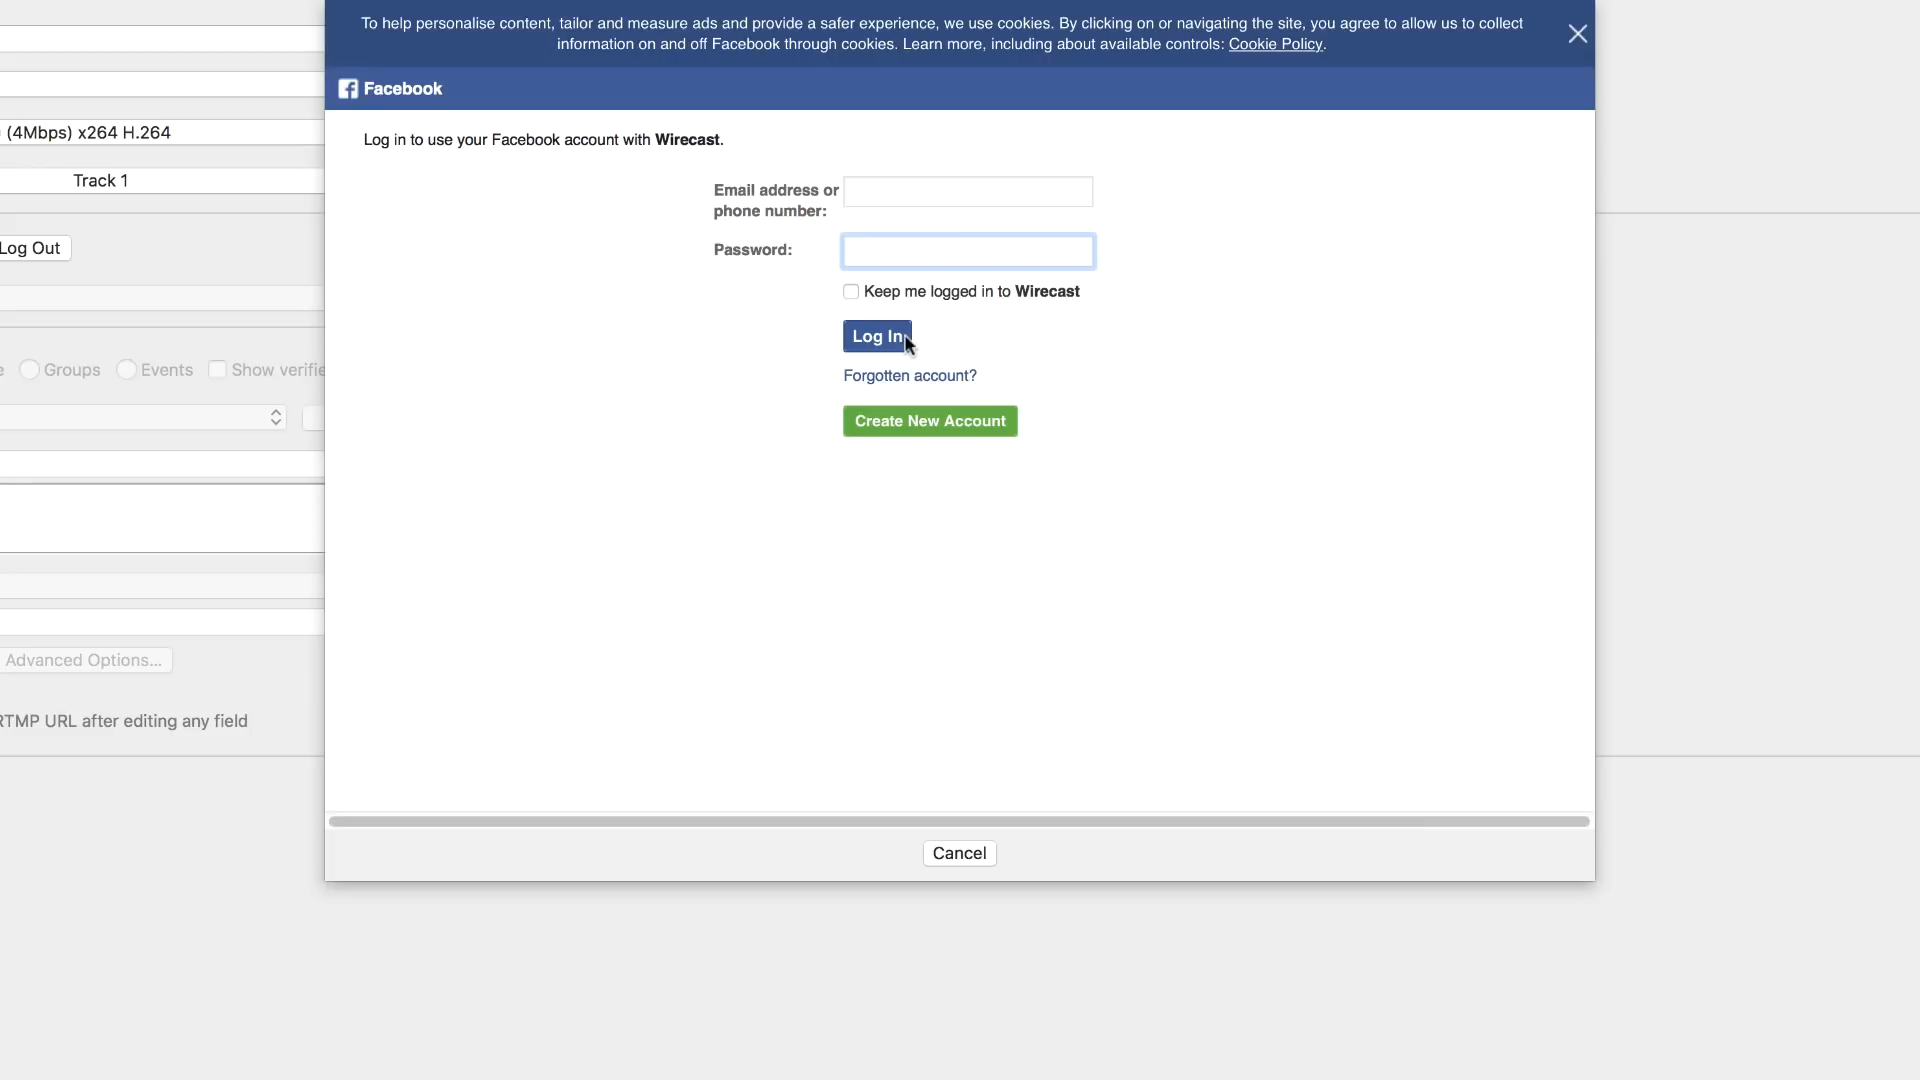 To help personalise content, tailor and measure ads and provide a safer experience, we use cookies. By clicking on or navigating the site, you agree to allow us to collect
information on and off Facebook through cookies. Learn more, including about available controls: Cookie Policy.
Facebook
Log in to use your Facebook account with Wirecast.
Email address or
phone number:
Password:
Keep me logged in to Wirecast
Log In
Forgotten account?
Create New Account
Cancel
(4Mbps) x264 H.264
Track 1
Log Out
Groups Events Show
Advanced Options...
RTMP URL after editing any field